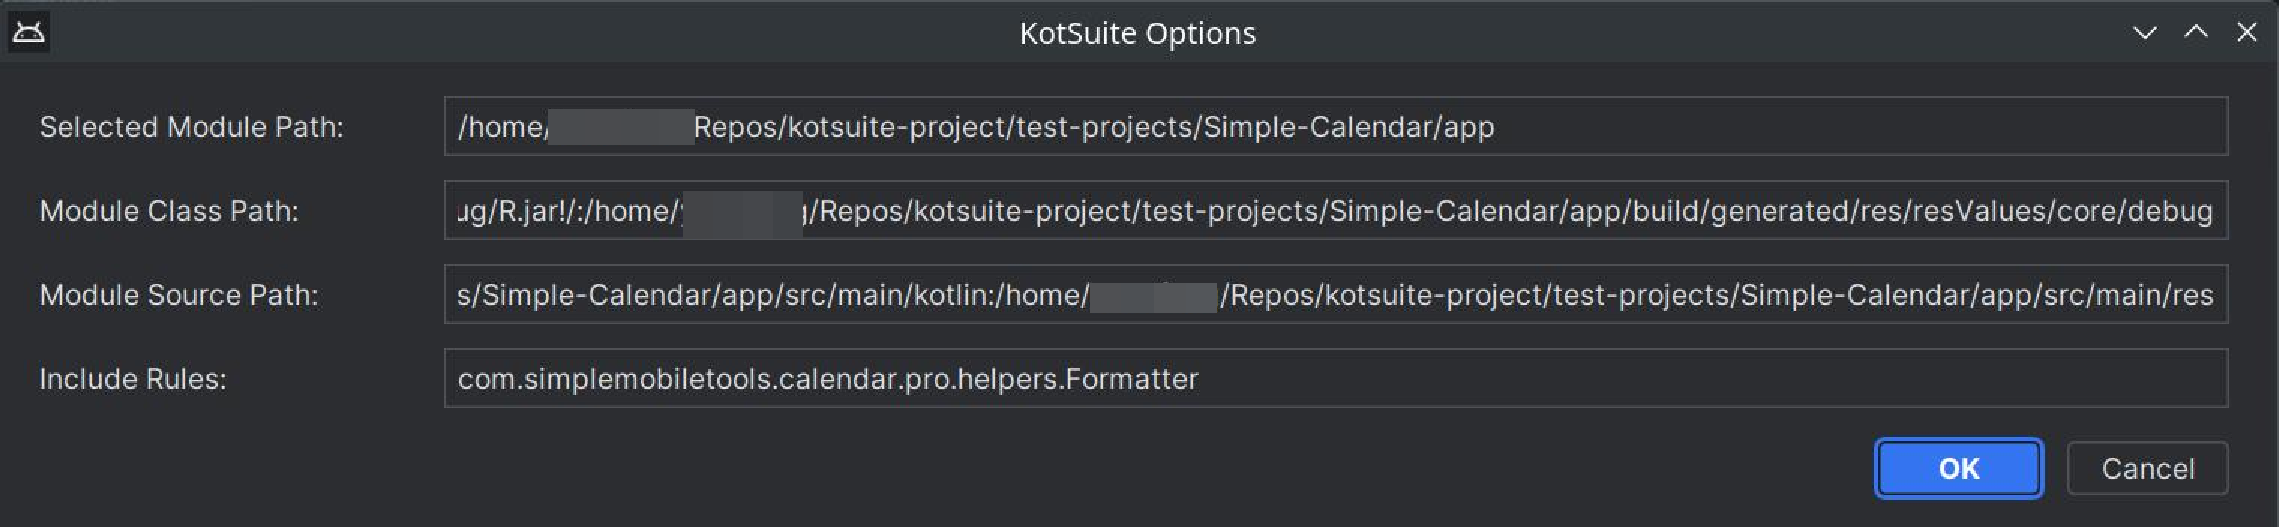 KotSuite Options
Selected Module Path: /home/ Repos/kotsuite-project/test-projects/Simple-Calendar/app
Module Class Path: ug/R.jar!/:/home/ /Repos/kotsuite-project/test-projects/Simple-Calendar/app/build/generated/res/resValues/core/debug
Module Source Path: s/Simple-Calendar/app/src/main/kotlin:/home/ /Repos/kotsuite-project/test-projects/Simple-Calendar/app/src/main/res
Include Rules: com.simplemobiletools.calendar.pro.helpers.Formatter
OK Cancel